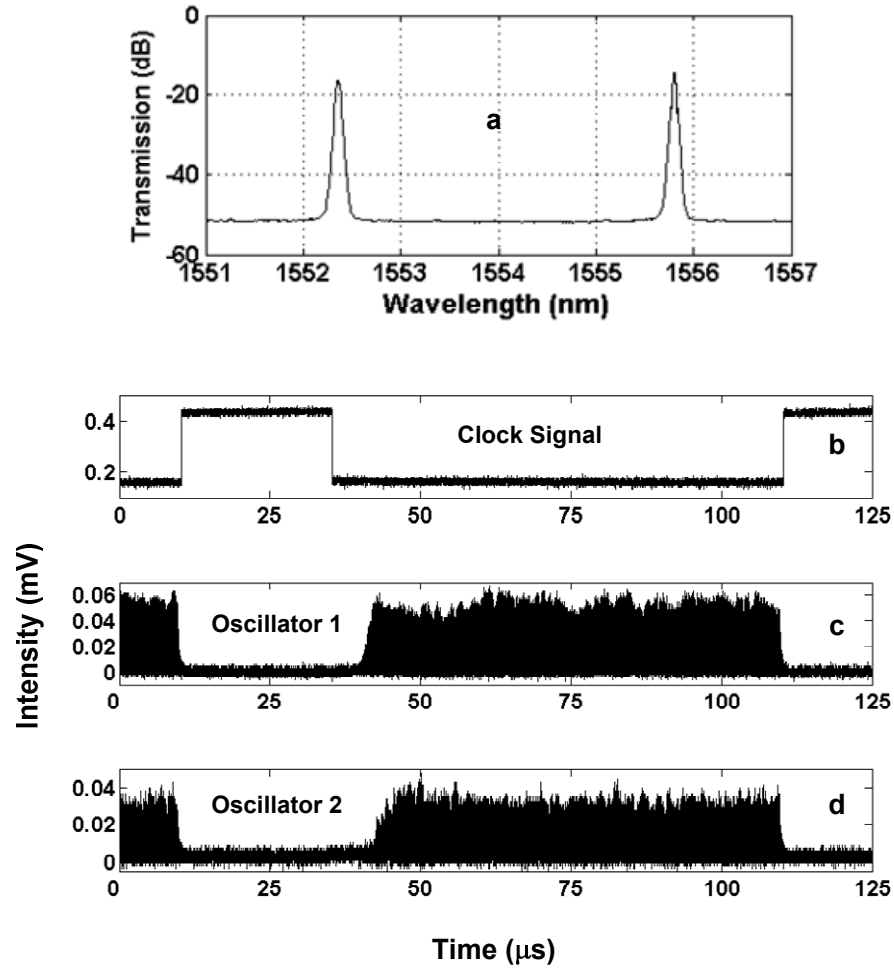 0
-20
-40
-60
Transmission (dB)
a
1551 1552 1553 1554 1555 1556 1557
Wavelength (nm)
0.4
0.2
Clock Signal
b
0 25 50 75 100 125
Intensity (mV)
0.06
0.04
0.02
0
Oscillator 1
c
0 25 50 75 100 125
0.04
0.02
0
Oscillator 2
d
0 25 50 75 100 125
Time (μs)